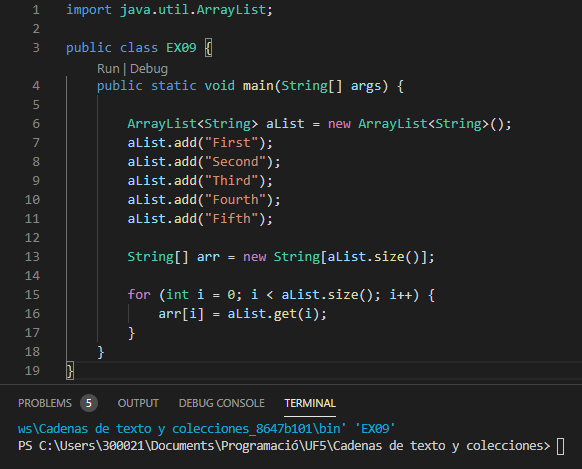 1 import java.util.ArrayList;
2
3 public class EX09 {
Run | Debug
4 public static void main(String[] args) {
5
6 ArrayList<String> aList = new ArrayList<String>();
7 aList.add("First");
8 aList.add("Second");
9 aList.add("Third");
10 aList.add("Fourth");
11 aList.add("Fifth");
12
13 String[] arr = new String[aList.size()];
14
15 for (int i = 0; i < aList.size(); i++) {
16 arr[i] = aList.get(i);
17 }
18 }
19 }
PROBLEMS 5 OUTPUT DEBUG CONSOLE TERMINAL
ws\Cadenas de texto y colecciones_8647b101\bin' 'EX09'
PS C:\Users\300021\Documents\Programació\UF5\Cadenas de texto y colecciones>